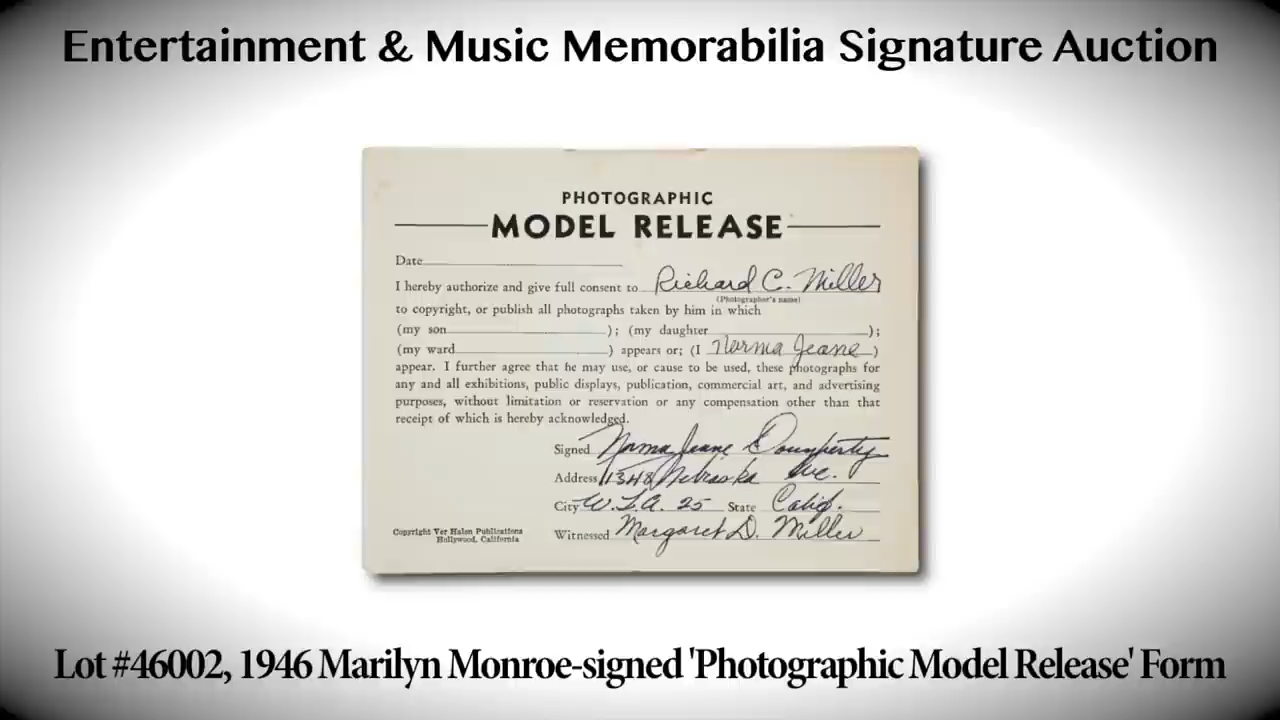 Entertainment & Music Memorabilia Signature Auction
PHOTOGRAPHIC
MODEL RELEASE
Date
I hereby authorize and give full consent to Richard C. Miller
(Photographer's name)
to copyright, or publish all photographs taken by him in which
(my son ); (my daughter );
(my ward ) appears or; (I Norma Jeane )
appear. I further agree that he may use, or cause to be used, these photographs for
any and all exhibitions, public displays, publication, commercial art, and advertising
purposes, without limitation or reservation or any compensation other than that
receipt of which is hereby acknowledged.
Signed Norma Jeane Dougherty
Address 11348 Nebraska Ave.
City W. L.A. 25 State Calif.
Copyright Ver Halen Publications
Hollywood, California
Witnessed Margaret D. Miller
Lot #46002, 1946 Marilyn Monroe-signed 'Photographic Model Release' Form